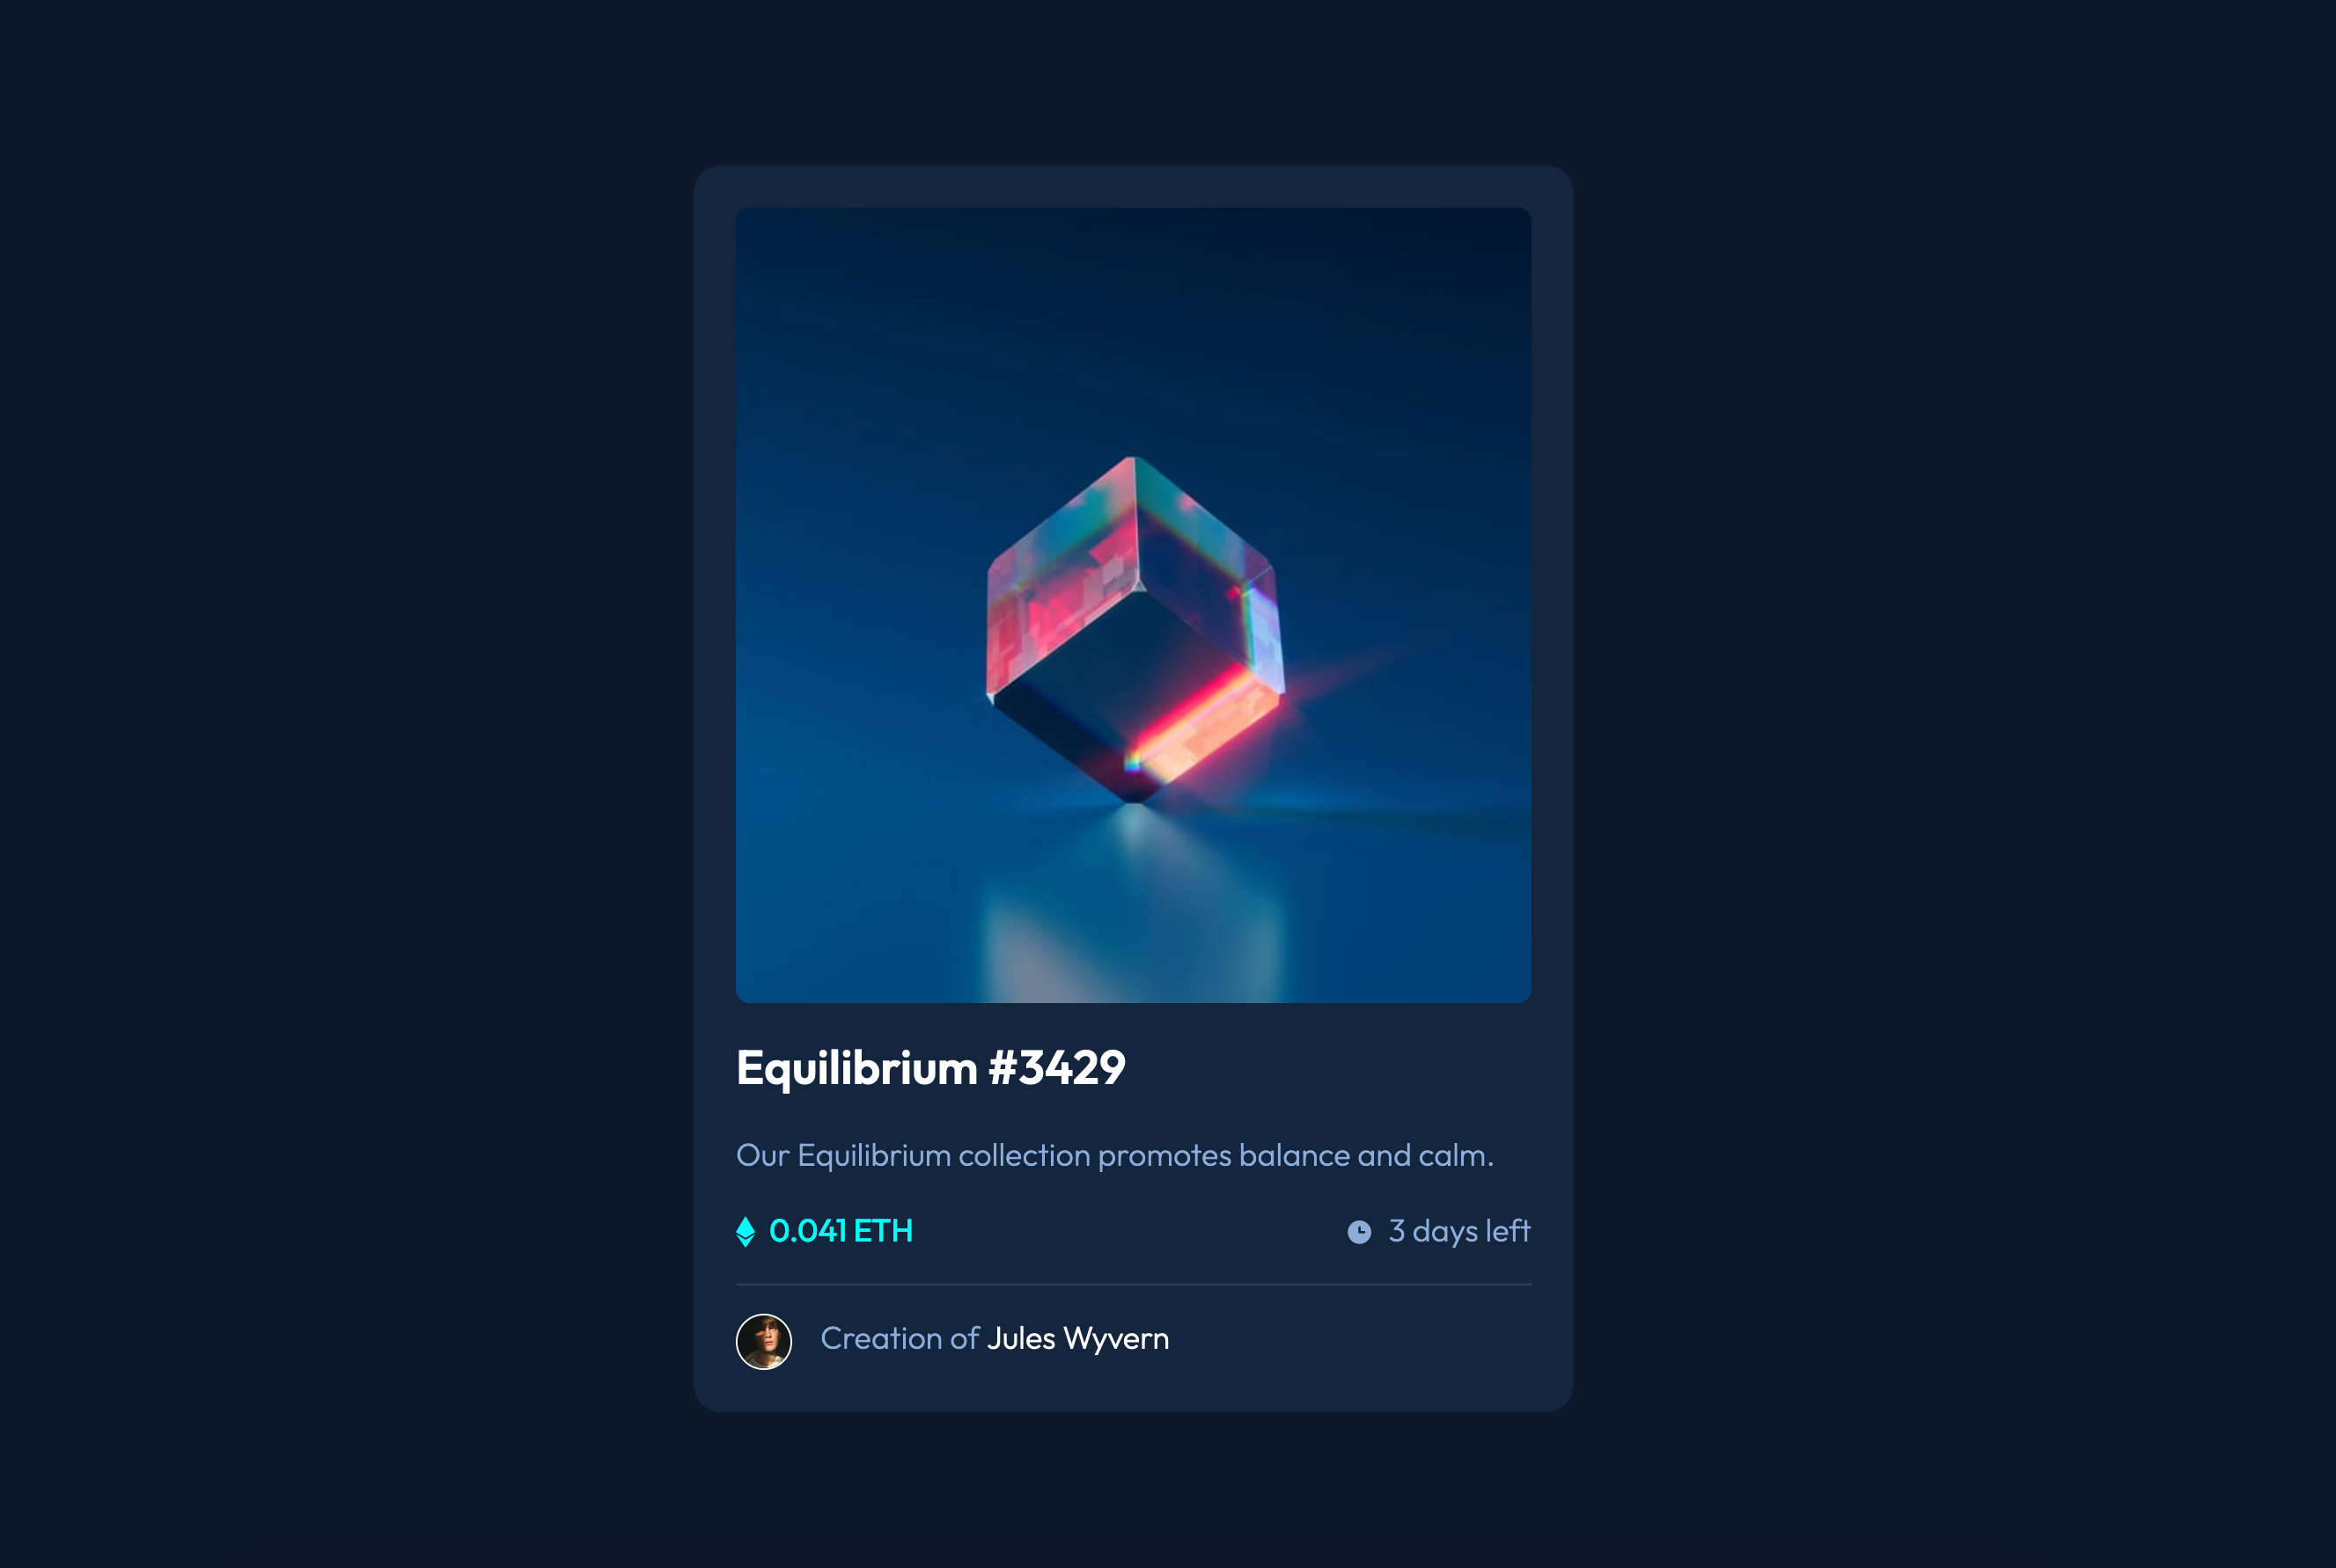 Equilibrium #3429
Our Equilibrium collection promotes balance and calm.
0.041 ETH
3 days left
Creation of Jules Wyvern